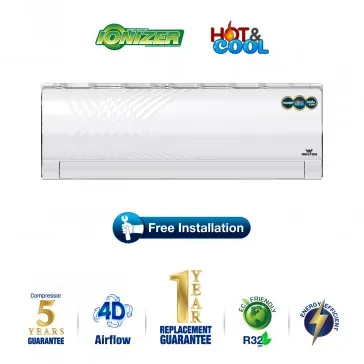 IONIZER
HOT&
COOL
WALTON
Free Installation
Compressor
5
YEARS
GUARANTEE
4D
Airflow
1
YEAR
REPLACEMENT
GUARANTEE
ECO FRIENDLY
R32
ENERGY EFFICIENT